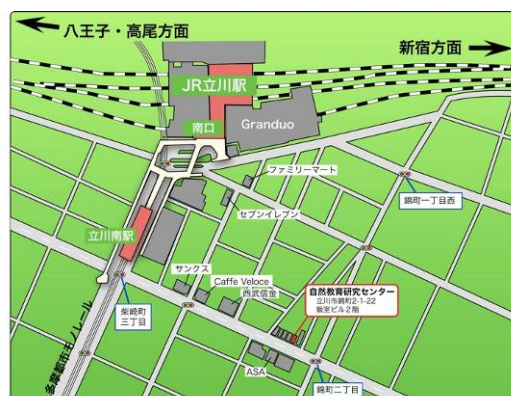 八王子・高尾方面
新宿方面
JR立川駅
南口
Granduo
ファミリーマート
錦町一丁目西
セブンイレブン
立川南駅
サンクス
Caffe Veloce
西武信金
自然教育研究センター
立川市錦町2-1-22
飯室ビル2階
柴崎町
三丁目
多摩都市モノレール
ASA
錦町二丁目